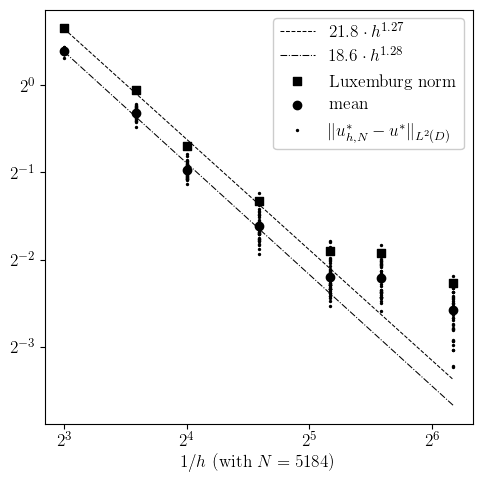 21.8 · h^{1.27}
18.6 · h^{1.28}
Luxemburg norm
mean
||u^*_{h,N} − u^*||_{L^2(D)}
2^0
2^{−1}
2^{−2}
2^{−3}
2^3 2^4 2^5 2^6
1/h (with N = 5184)